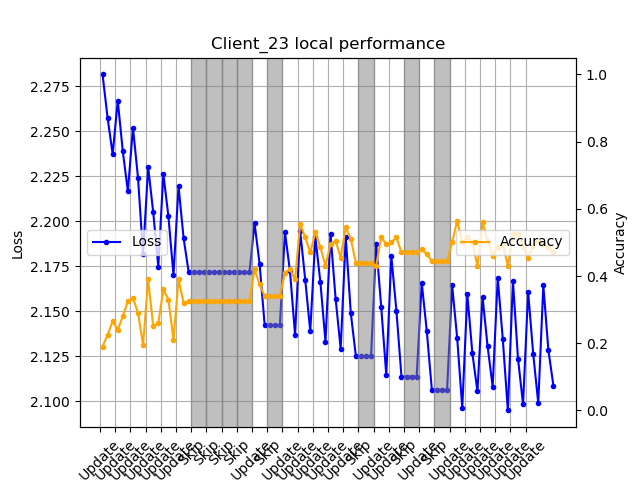 Client_23 local performance
2.275
2.250
2.225
2.200
2.175
2.150
2.125
2.100
Loss
Loss
Accuracy
1.0
0.8
0.6
0.4
0.2
0.0
Accuracy
Update
Update
Update
Update
Update
Update
Skip
Skip
Skip
Skip
Update
Skip
Update
Update
Update
Update
Update
Skip
Update
Update
Skip
Update
Skip
Update
Update
Update
Update
Update
Update